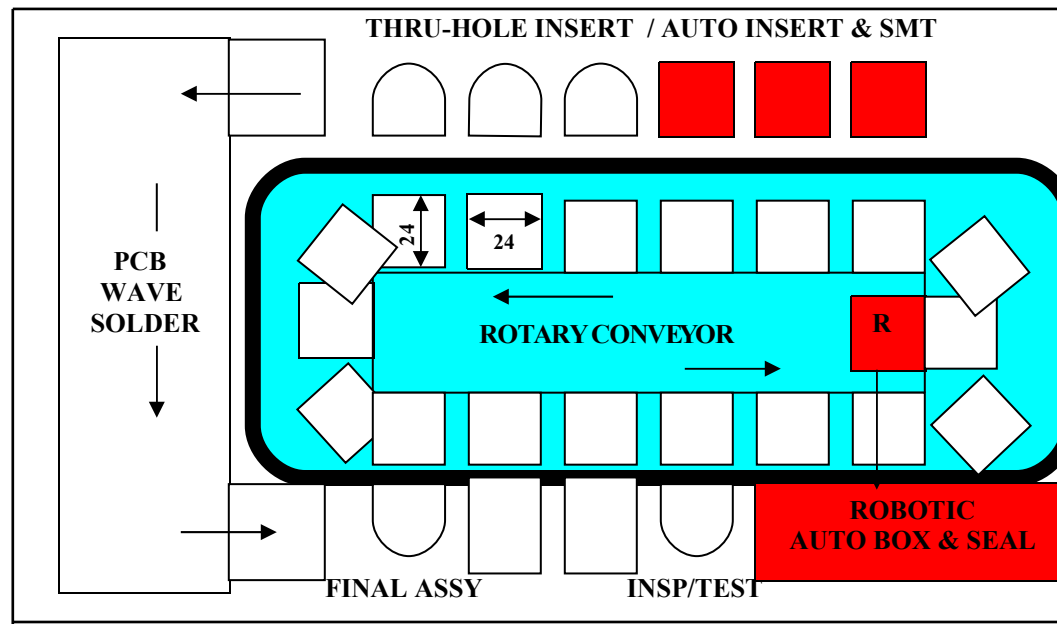 THRU-HOLE INSERT / AUTO INSERT & SMT
24
24
PCB
WAVE
SOLDER
ROTARY CONVEYOR
R
ROBOTIC
AUTO BOX & SEAL
FINAL ASSY
INSP/TEST